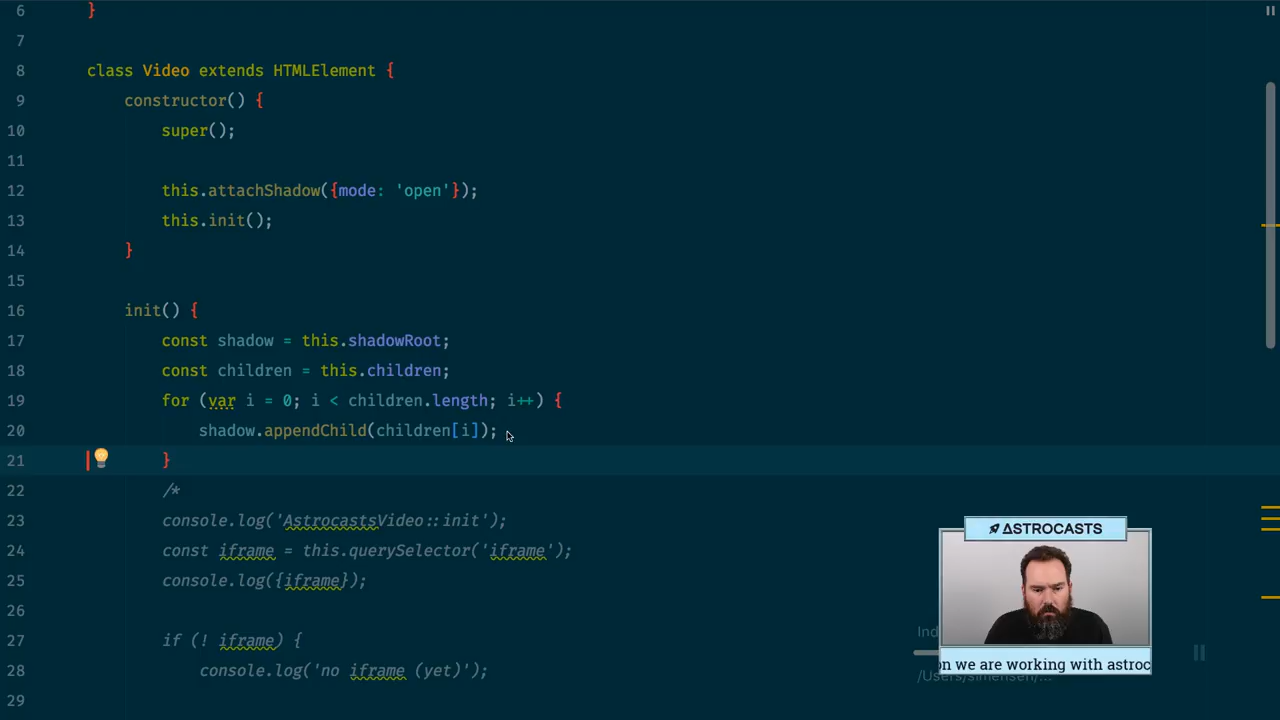 6 }
7
8 class Video extends HTMLElement {
9 constructor() {
10 super();
11
12 this.attachShadow({mode: 'open'});
13 this.init();
14 }
15
16 init() {
17 const shadow = this.shadowRoot;
18 const children = this.children;
19 for (var i = 0; i < children.length; i++) {
20 shadow.appendChild(children[i]);
21 }
22 /*
23 console.log('AstrocastsVideo::init');
24 const iframe = this.querySelector('iframe');
25 console.log({iframe});
26
27 if (! iframe) {
28 console.log('no iframe (yet)');
29
ASTROCASTS
Ind
on we are working with astroc
/Users/simensen/...